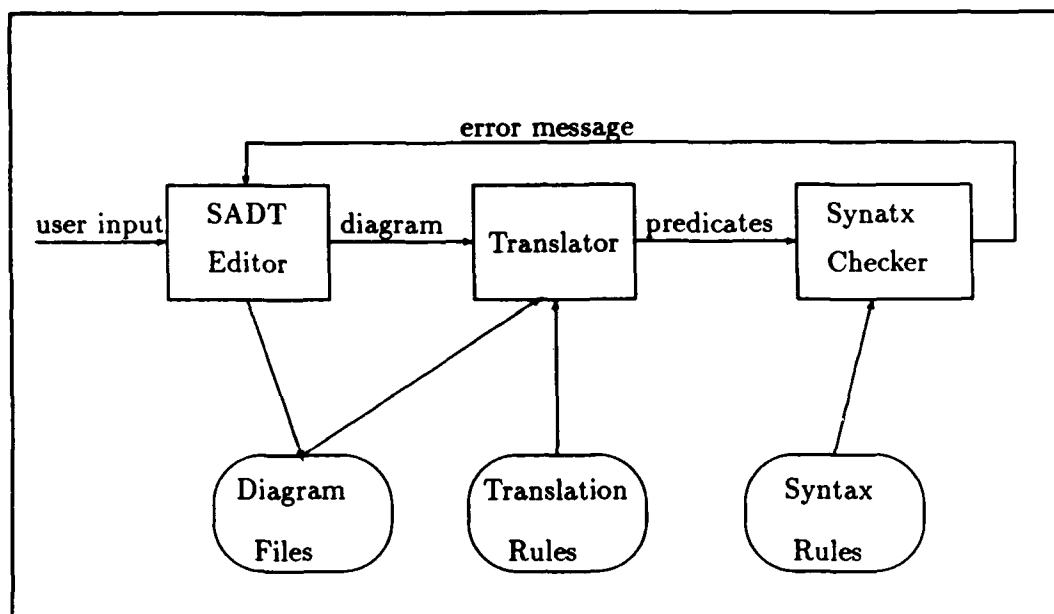 error message
user input
SADT
Editor
diagram
Translator
predicates
Synatx
Checker
Diagram
Files
Translation
Rules
Syntax
Rules